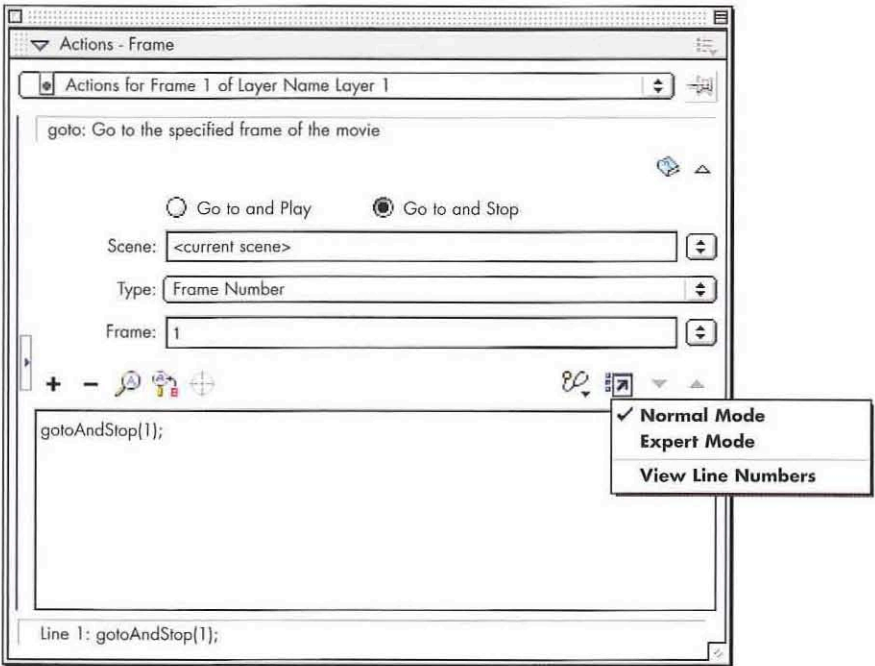 Actions - Frame
Actions for Frame 1 of Layer Name Layer 1
goto: Go to the specified frame of the movie
Go to and Play Go to and Stop
Scene: <current scene>
Type: Frame Number
Frame: 1
gotoAndStop(1);
Normal Mode
Expert Mode
View Line Numbers
Line 1: gotoAndStop(1);